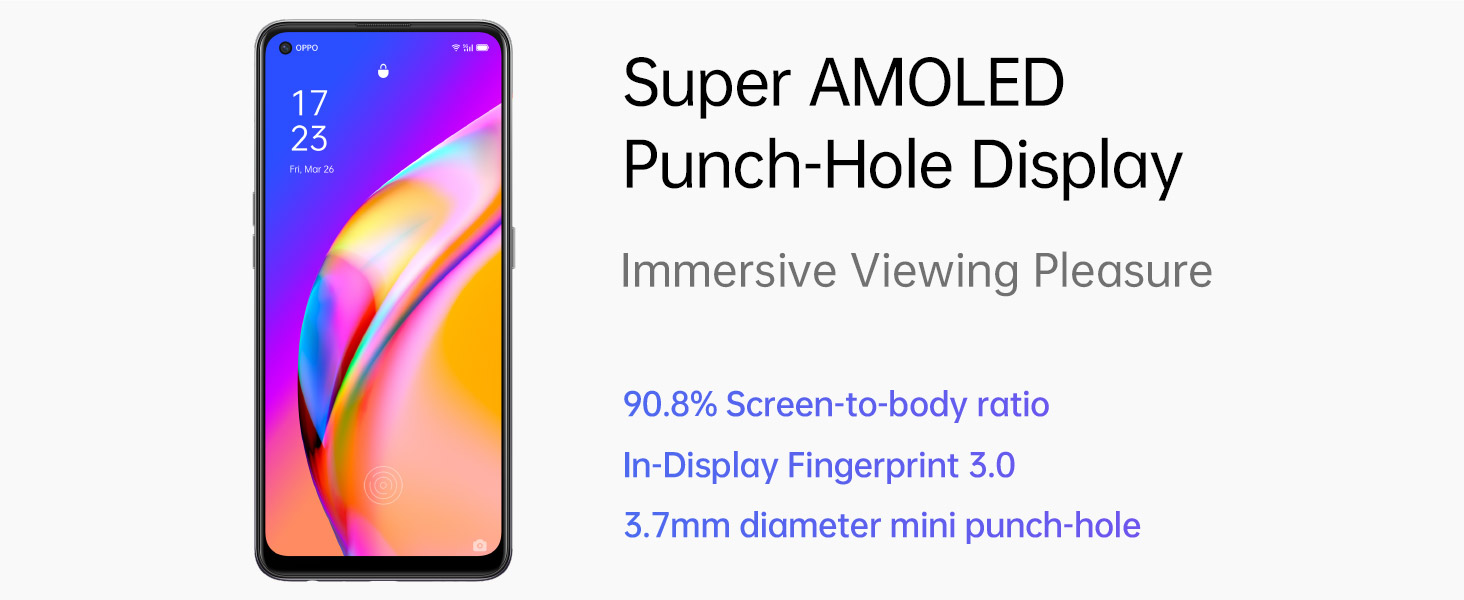 OPPO
17
23
Fri, Mar 26
Super AMOLED
Punch-Hole Display
Immersive Viewing Pleasure
90.8% Screen-to-body ratio
In-Display Fingerprint 3.0
3.7mm diameter mini punch-hole